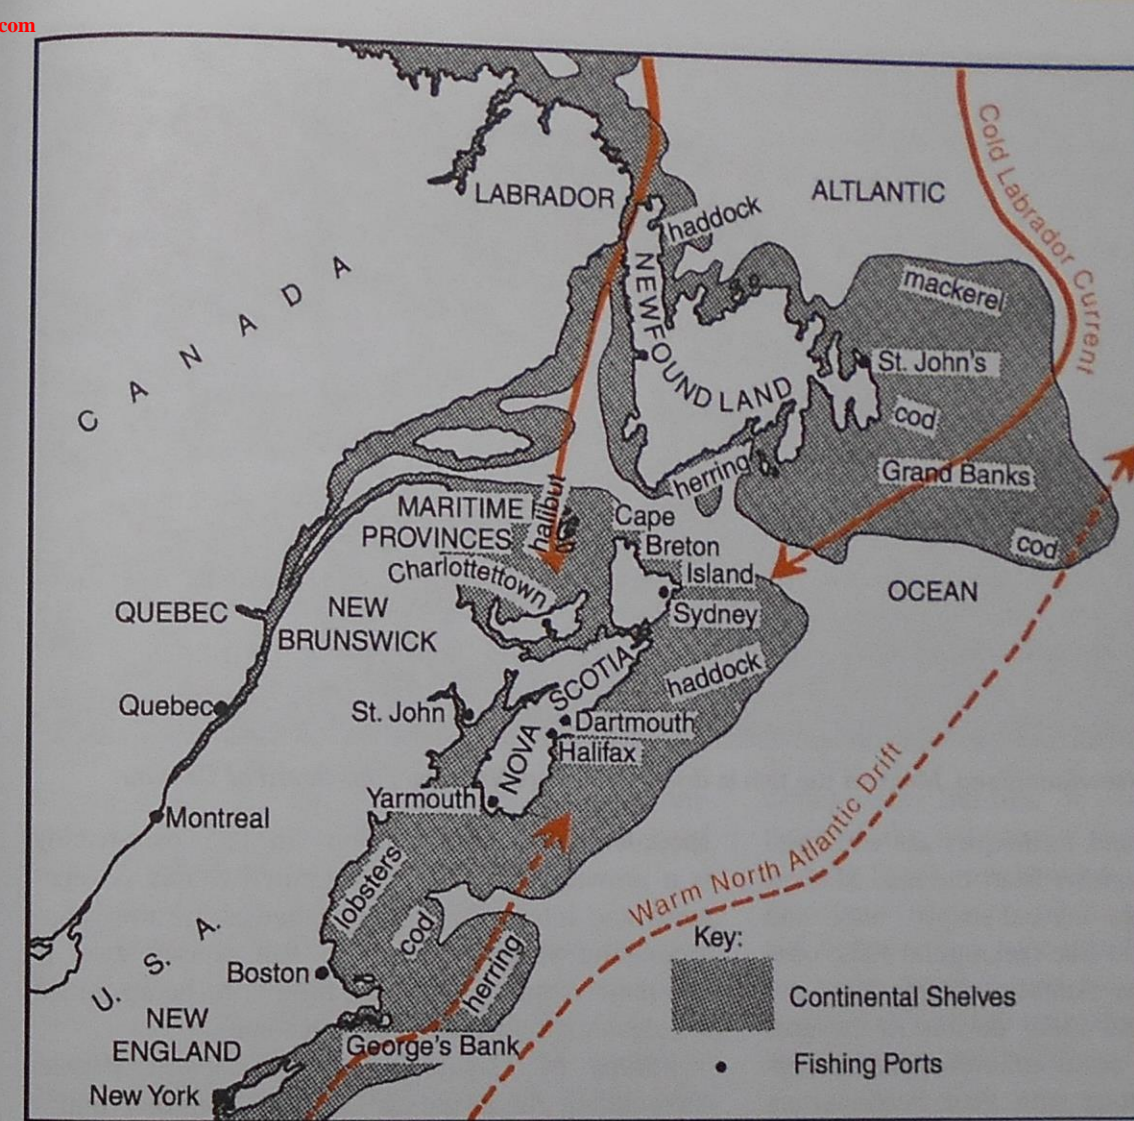 com
Cold Labrador Current
LABRADOR
ALTLANTIC
haddock
CANADA
NEWFOUNDLAND
mackerel
St. John's
cod
Grand Banks
herring
halibut
MARITIME
PROVINCES
Cape
Breton
Island
cod
Charlottettown
OCEAN
QUEBEC
NEW
BRUNSWICK
Sydney
haddock
NOVA SCOTIA
Quebec
St. John
Dartmouth
Halifax
Yarmouth
Montreal
Warm North Atlantic Drift
lobsters
cod
herring
U. S. A.
Boston
Key:
Continental Shelves
NEW
ENGLAND
George's Bank
Fishing Ports
New York